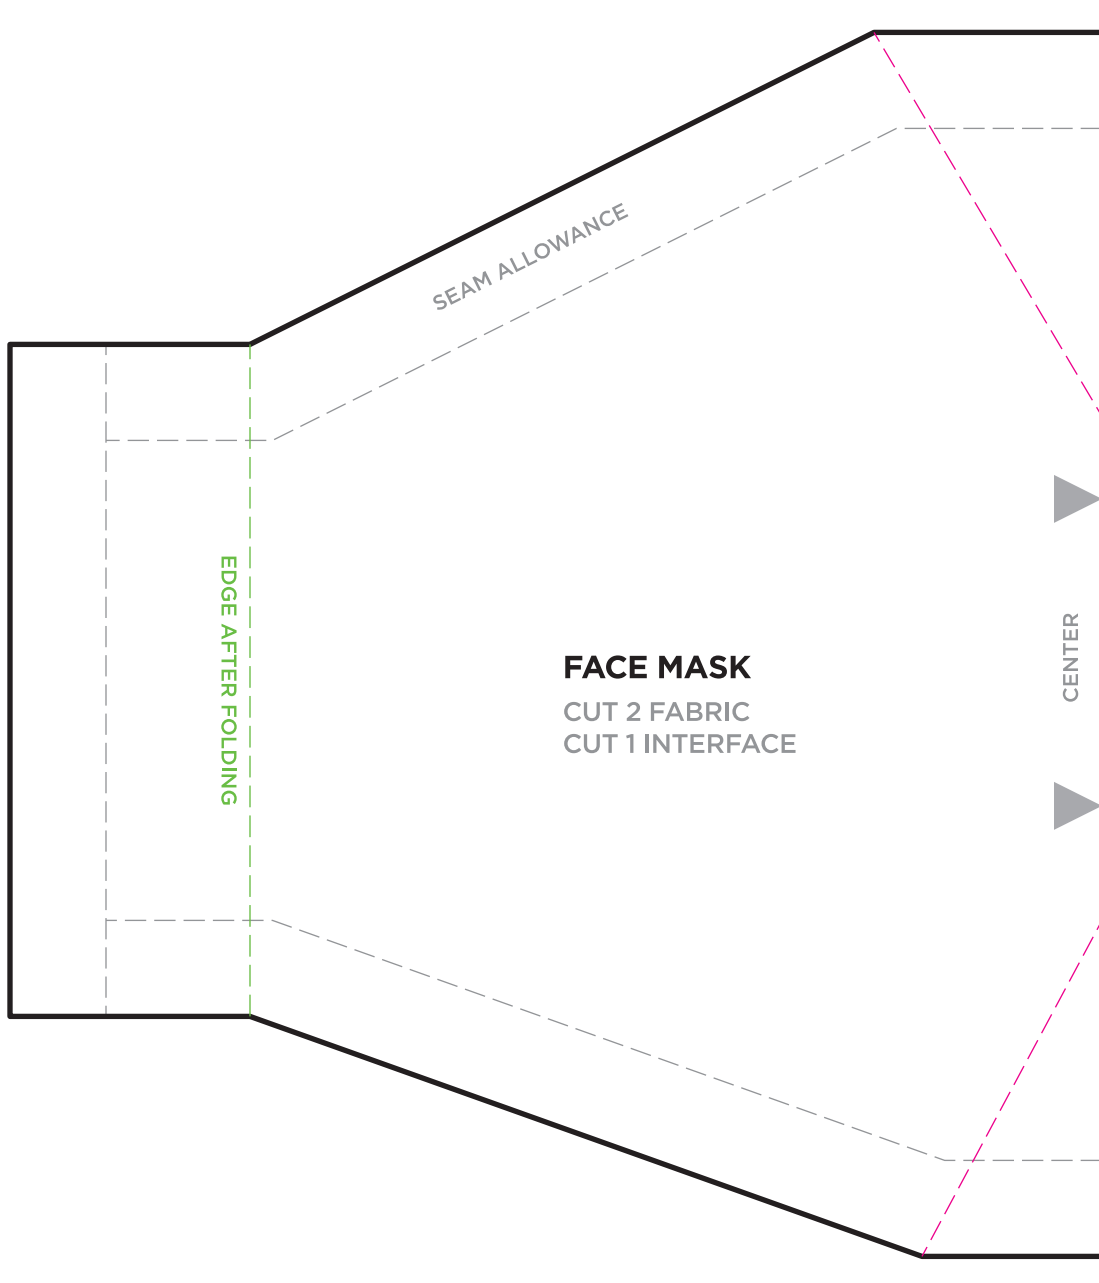 SEAM ALLOWANCE
EDGE AFTER FOLDING
FACE MASK
CUT 2 FABRIC
CUT 1 INTERFACE
CENTER